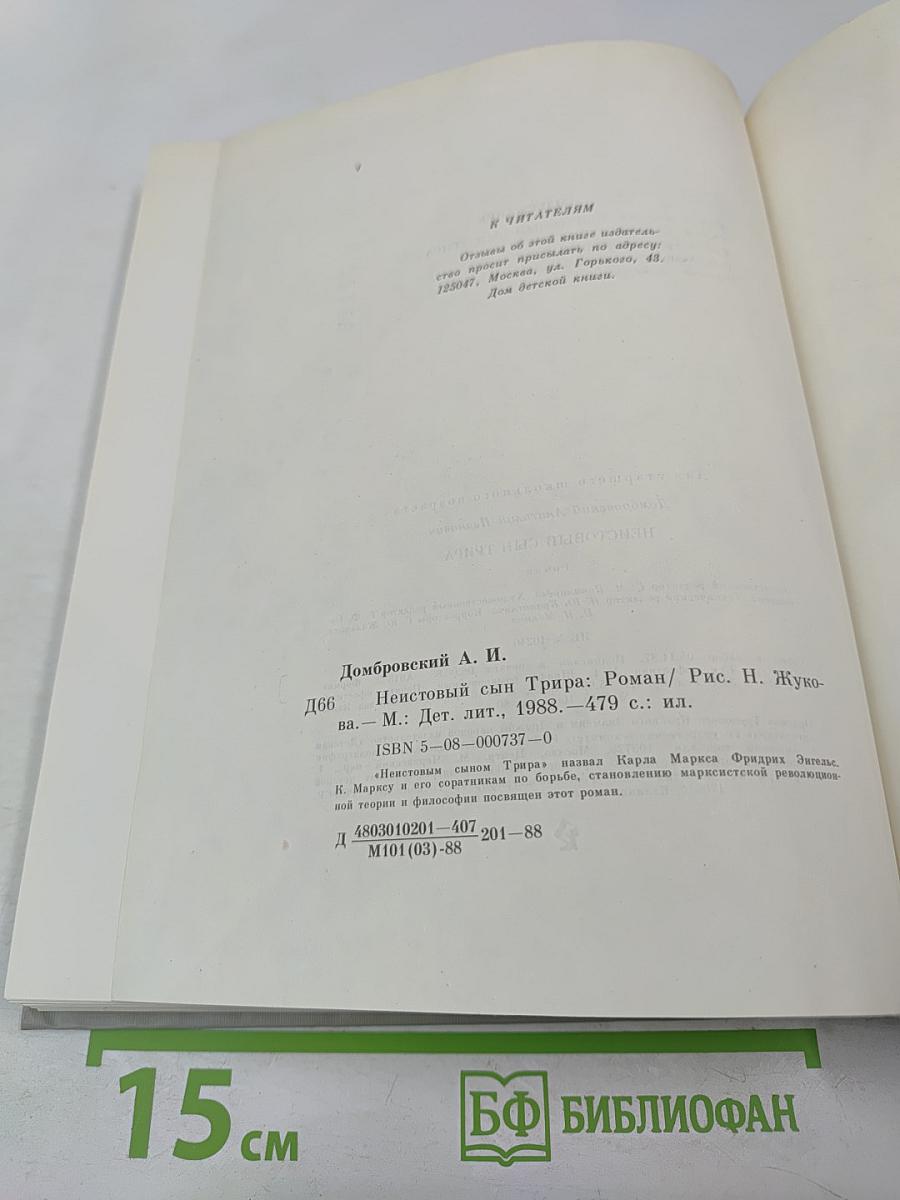 К ЧИТАТЕЛЯМ
Отзывы об этой книге издатель-
ство просит присылать по адресу:
125047, Москва, ул. Горького, 43.
Дом детской книги.
Домбровский А. И.
Д66 Неистовый сын Трира: Роман/ Рис. Н. Жуко-
ва.— М.: Дет. лит., 1988.—479 с.: ил.
ISBN 5—08—000737—0
«Неистовым сыном Трира» назвал Карла Маркса Фридрих Энгельс.
К. Марксу и его соратникам по борьбе, становлению марксистской революцион-
ной теории и философии посвящен этот роман.
Д 4803010201—407 201—88
М101(03)-88
15 см
БФ БИБЛИОФАН